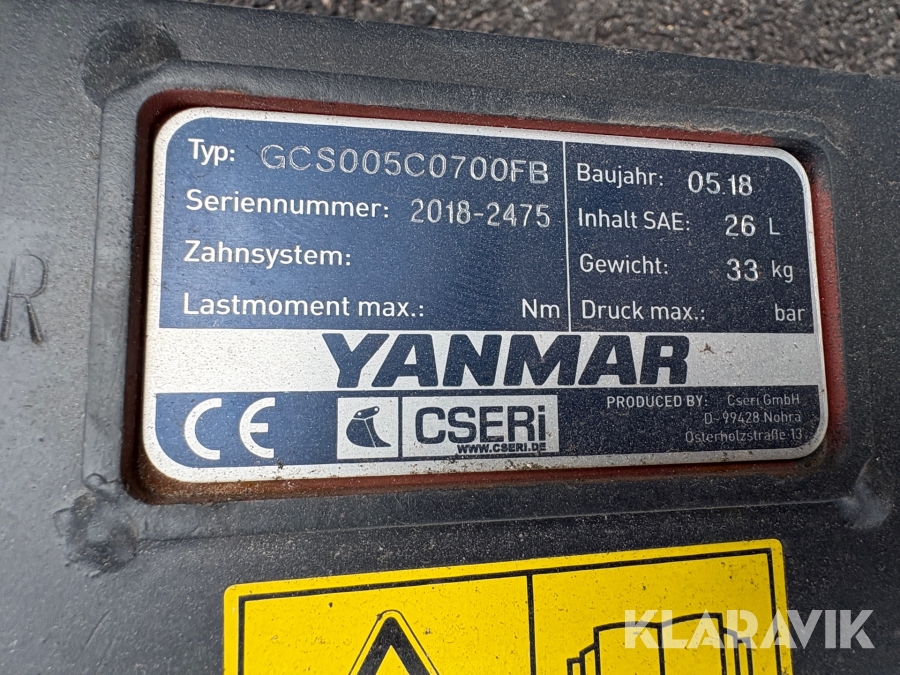 Typ: GCS005C0700FB
Seriennummer: 2018-2475
Zahnsystem:
Lastmoment max.: Nm
Baujahr: 05.18
Inhalt SAE: 26 L
Gewicht: 33 kg
Druck max.: bar
YANMAR
CE
CSERi
WWW.CSERI.DE
PRODUCED BY: Cseri GmbH
D-99428 Nohra
Osterholzstraße 13
R
KLARAVIK